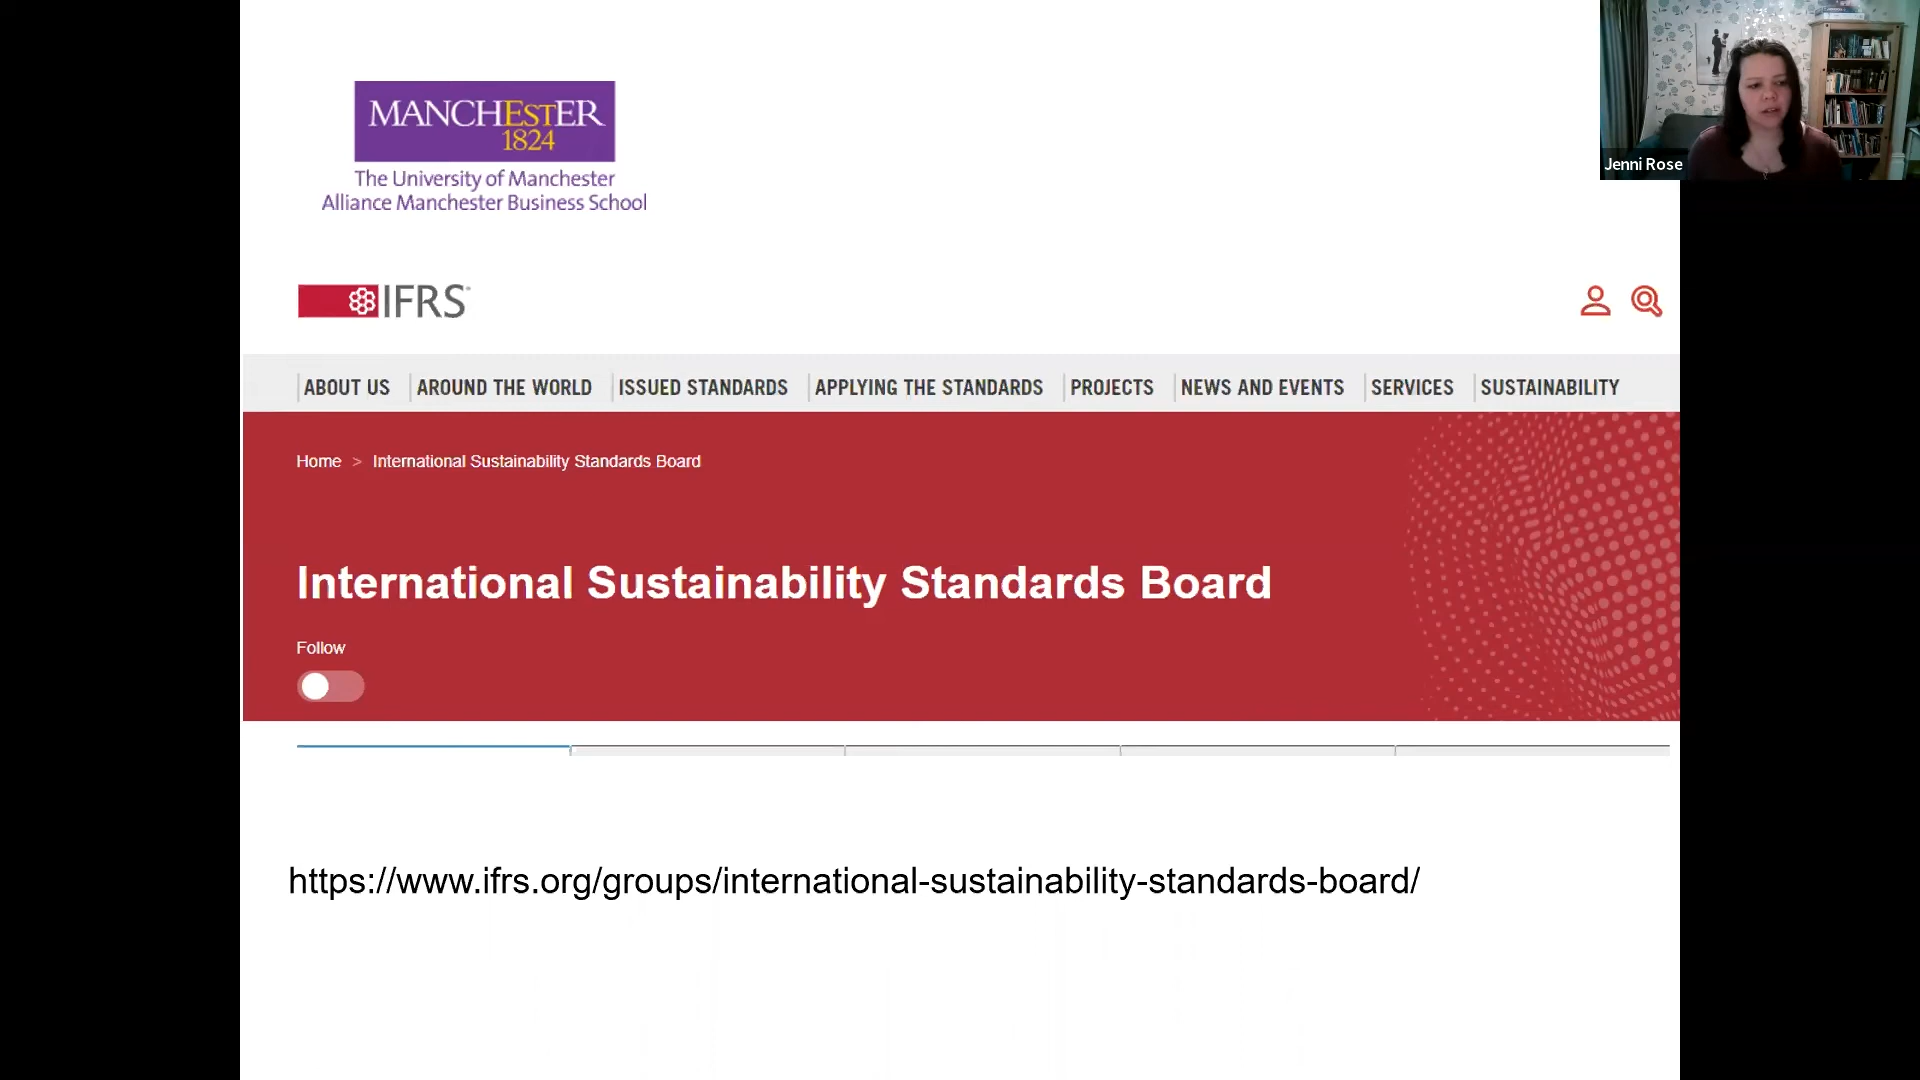 MANCHESTER
1824
The University of Manchester
Alliance Manchester Business School
Jenni Rose
IFRS
ABOUT US
AROUND THE WORLD
ISSUED STANDARDS
APPLYING THE STANDARDS
PROJECTS
NEWS AND EVENTS
SERVICES
SUSTAINABILITY
Home > International Sustainability Standards Board
International Sustainability Standards Board
Follow
https://www.ifrs.org/groups/international-sustainability-standards-board/